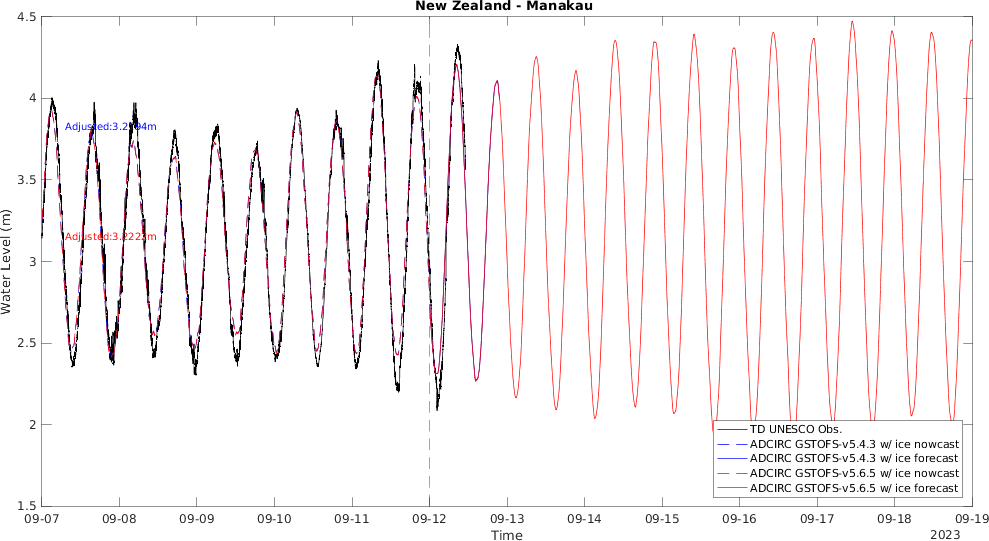 New Zealand - Manakau
4.5
4
3.5
3
2.5
2
1.5
Water Level (m)
Adjusted:3.2194m
Adjusted:3.2223m
TD UNESCO Obs.
ADCIRC GSTOFS-v5.4.3 w/ ice nowcast
ADCIRC GSTOFS-v5.4.3 w/ ice forecast
ADCIRC GSTOFS-v5.6.5 w/ ice nowcast
ADCIRC GSTOFS-v5.6.5 w/ ice forecast
09-07 09-08 09-09 09-10 09-11 09-12 09-13 09-14 09-15 09-16 09-17 09-18 09-19
Time
2023